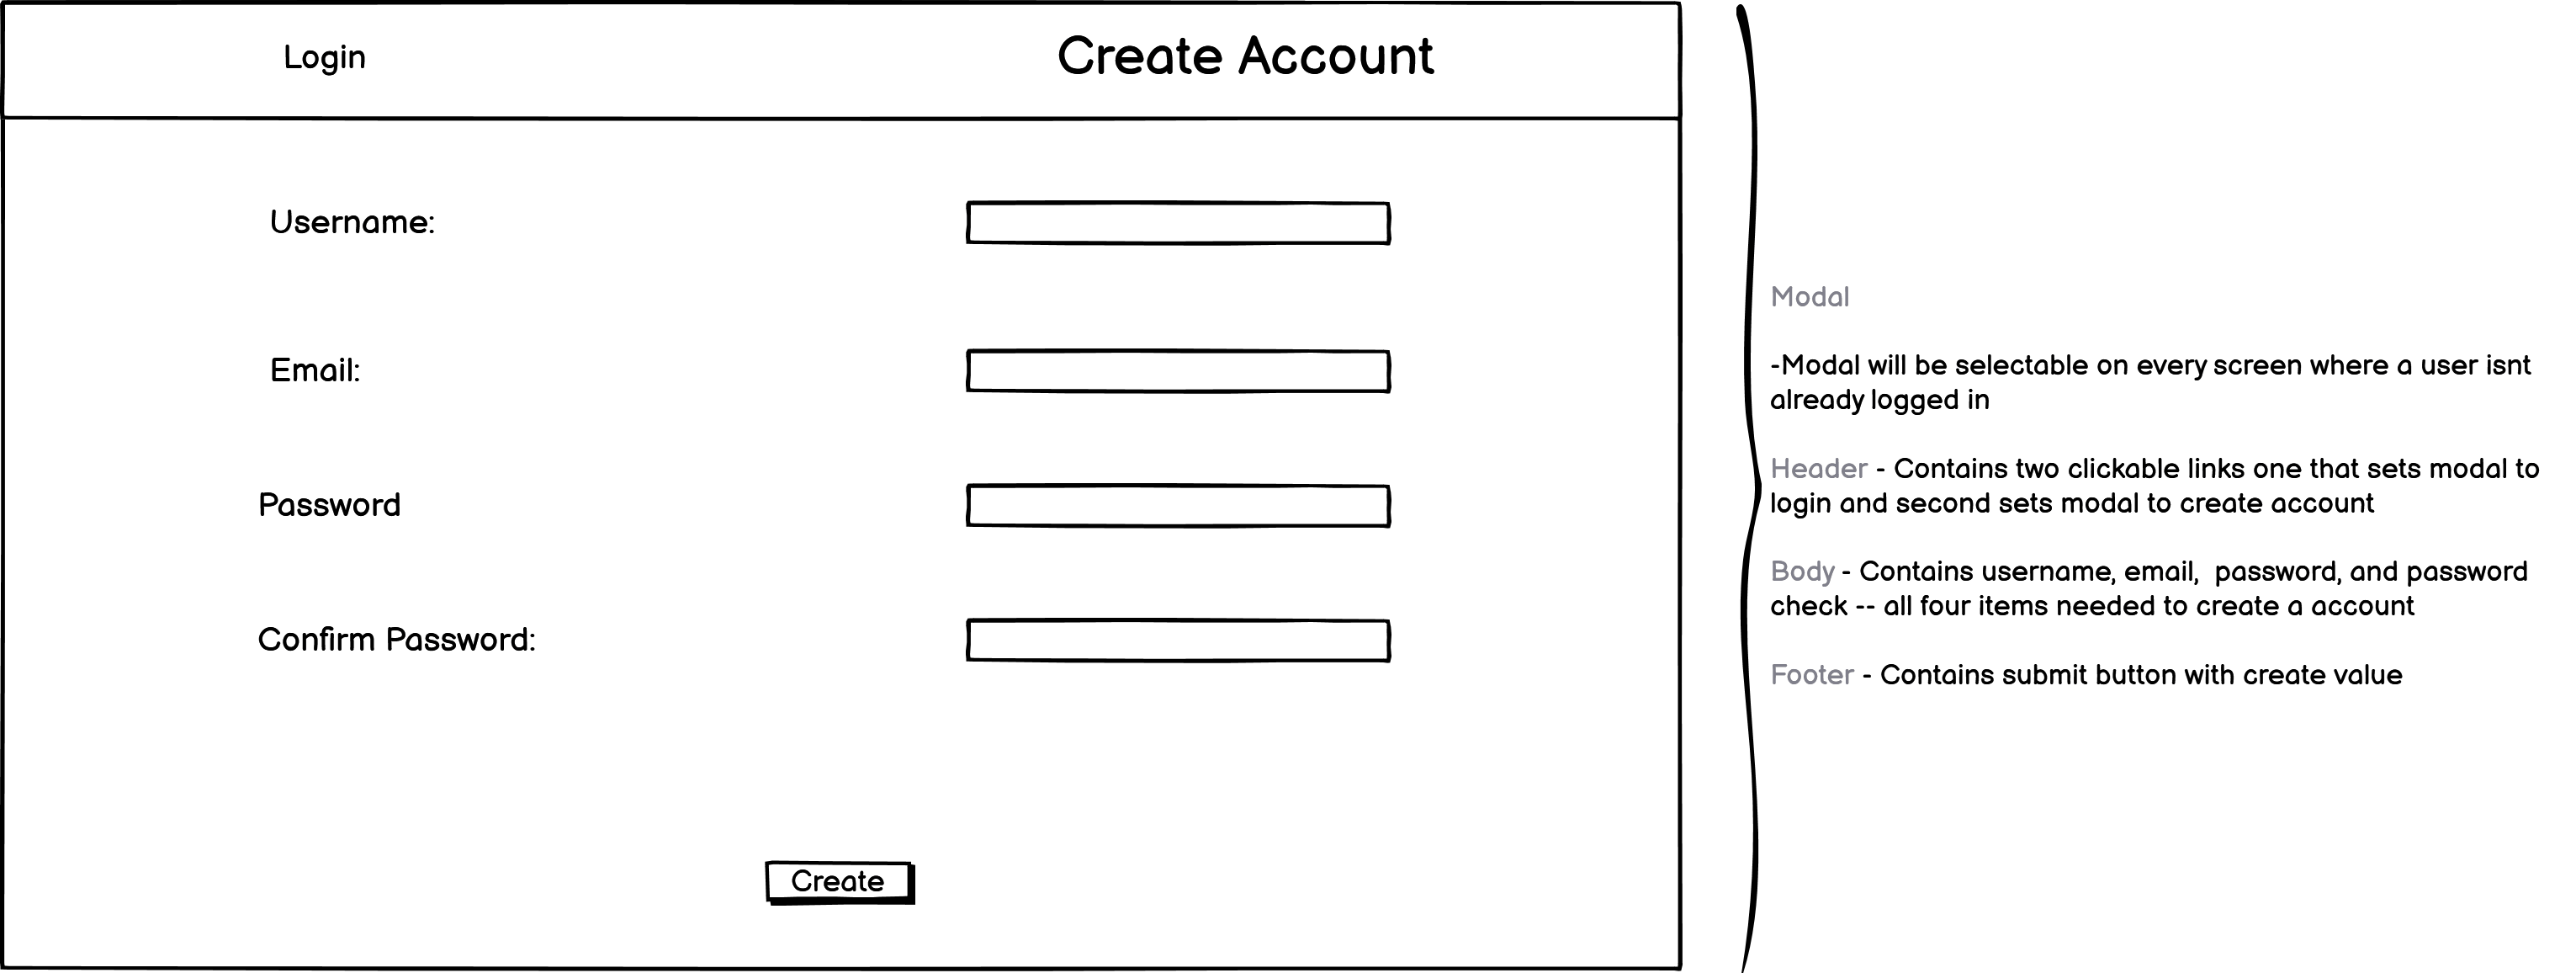 Login
Create Account
Username:
Email:
Password
Confirm Password:
Create
Modal
-Modal will be selectable on every screen where a user isnt
already logged in
Header - Contains two clickable links one that sets modal to
login and second sets modal to create account
Body - Contains username, email,  password, and password
check -- all four items needed to create a account
Footer - Contains submit button with create value